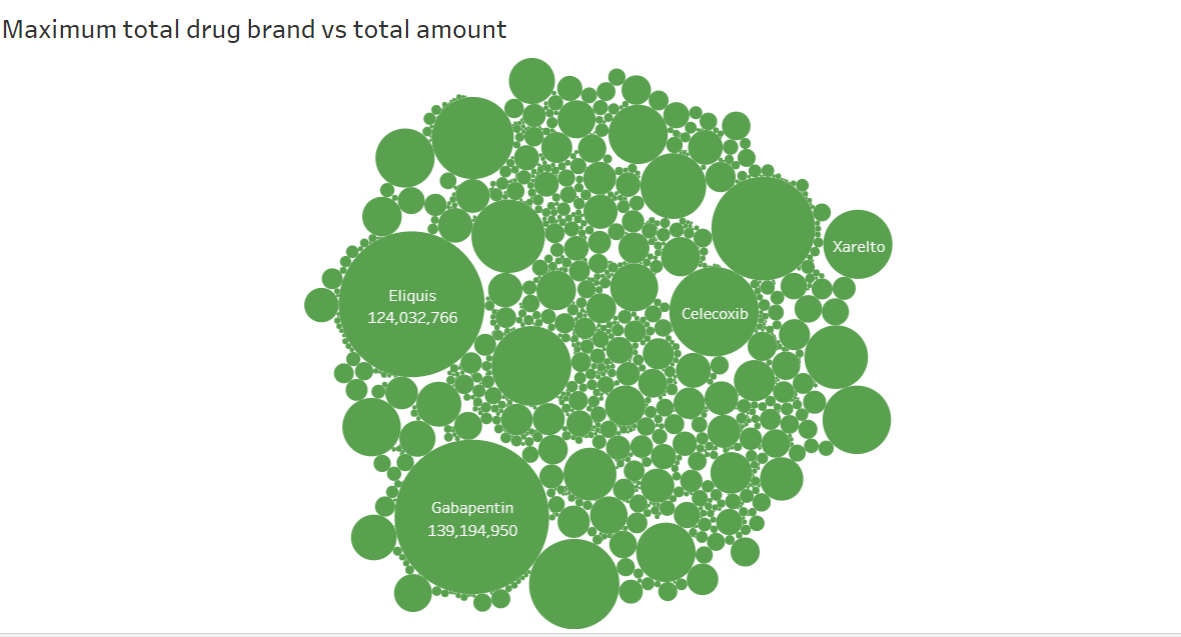 Maximum total drug brand vs total amount
Xarelto
Eliquis
124,032,766
Celecoxib
Gabapentin
139,194,950